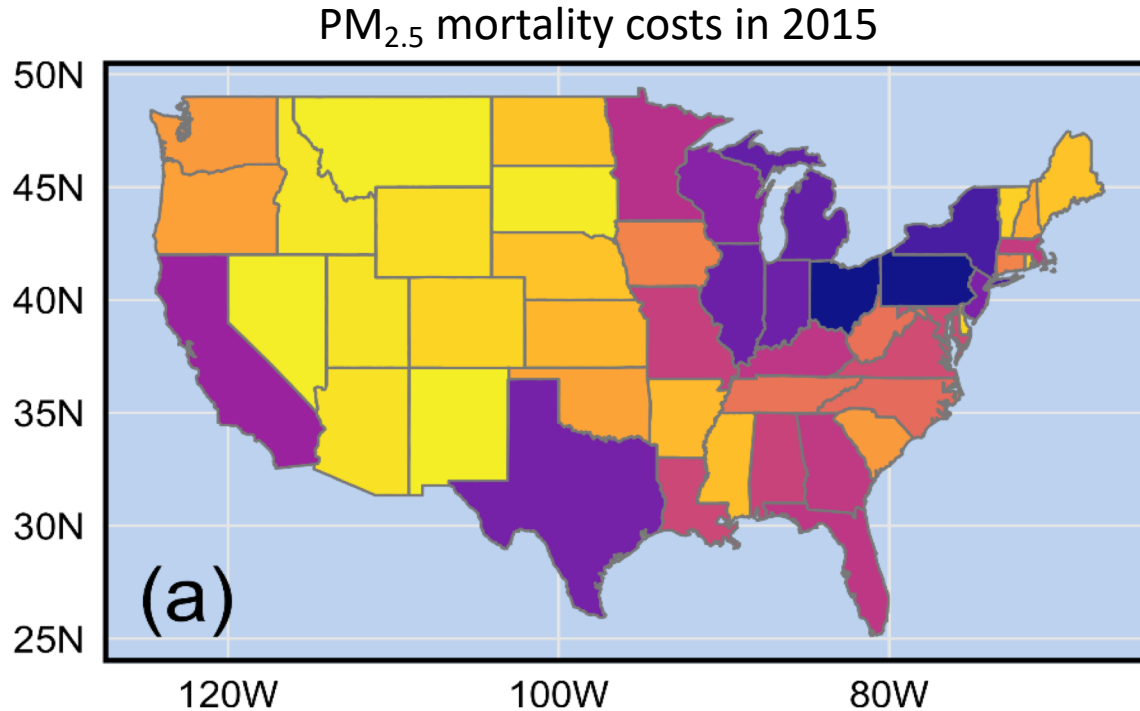 PM₂.₅ mortality costs in 2015
50N
45N
40N
35N
30N
25N
(a)
120W 100W 80W